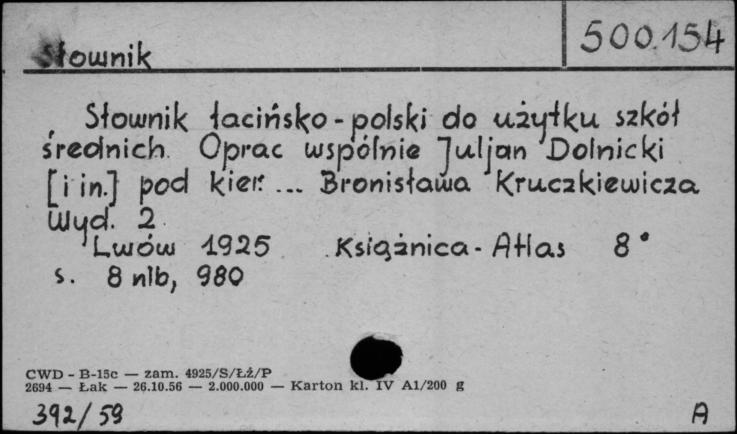 Słownik 500.154
Słownik łacińsko-polski do użytku szkół
średnich. Oprac wspólnie Juljan Dolnicki
[i in.] pod kier. ... Bronisława Kruczkiewicza
Wyd. 2
Lwów 1925 Książnica-Atlas 8°
s. 8 nlb, 980
CWD - B-15c — zam. 4925/S/ŁŻ/P
2694 — Łak — 26.10.56 — 2.000.000 — Karton kl. IV A1/200 g
392/59 A